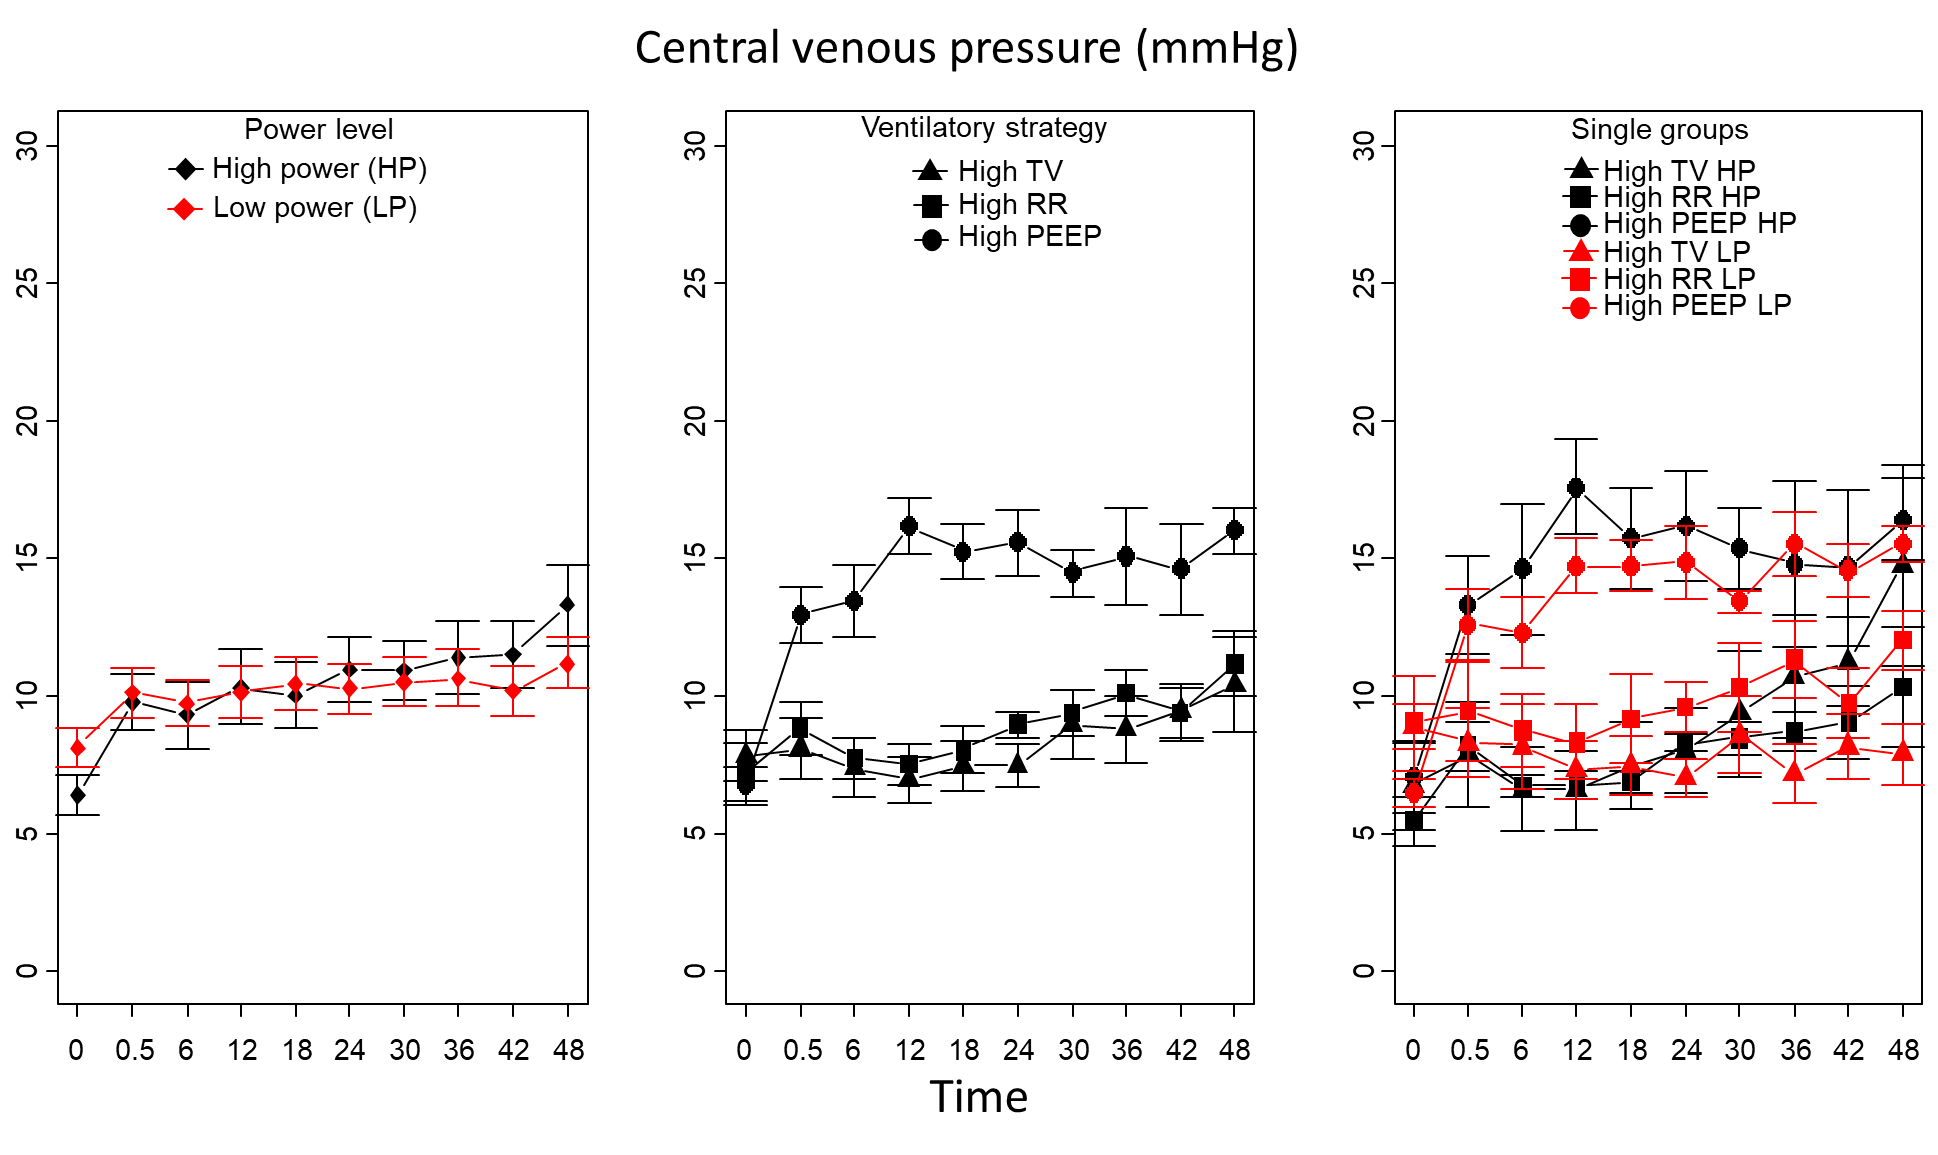 Central venous pressure (mmHg)
Power level
High power (HP)
Low power (LP)
30
25
20
15
10
5
0
0 0.5 6 12 18 24 30 36 42 48
Ventilatory strategy
High TV
High RR
High PEEP
30
25
20
15
10
5
0
0 0.5 6 12 18 24 30 36 42 48
Single groups
High TV HP
High RR HP
High PEEP HP
High TV LP
High RR LP
High PEEP LP
30
25
20
15
10
5
0
0 0.5 6 12 18 24 30 36 42 48
Time